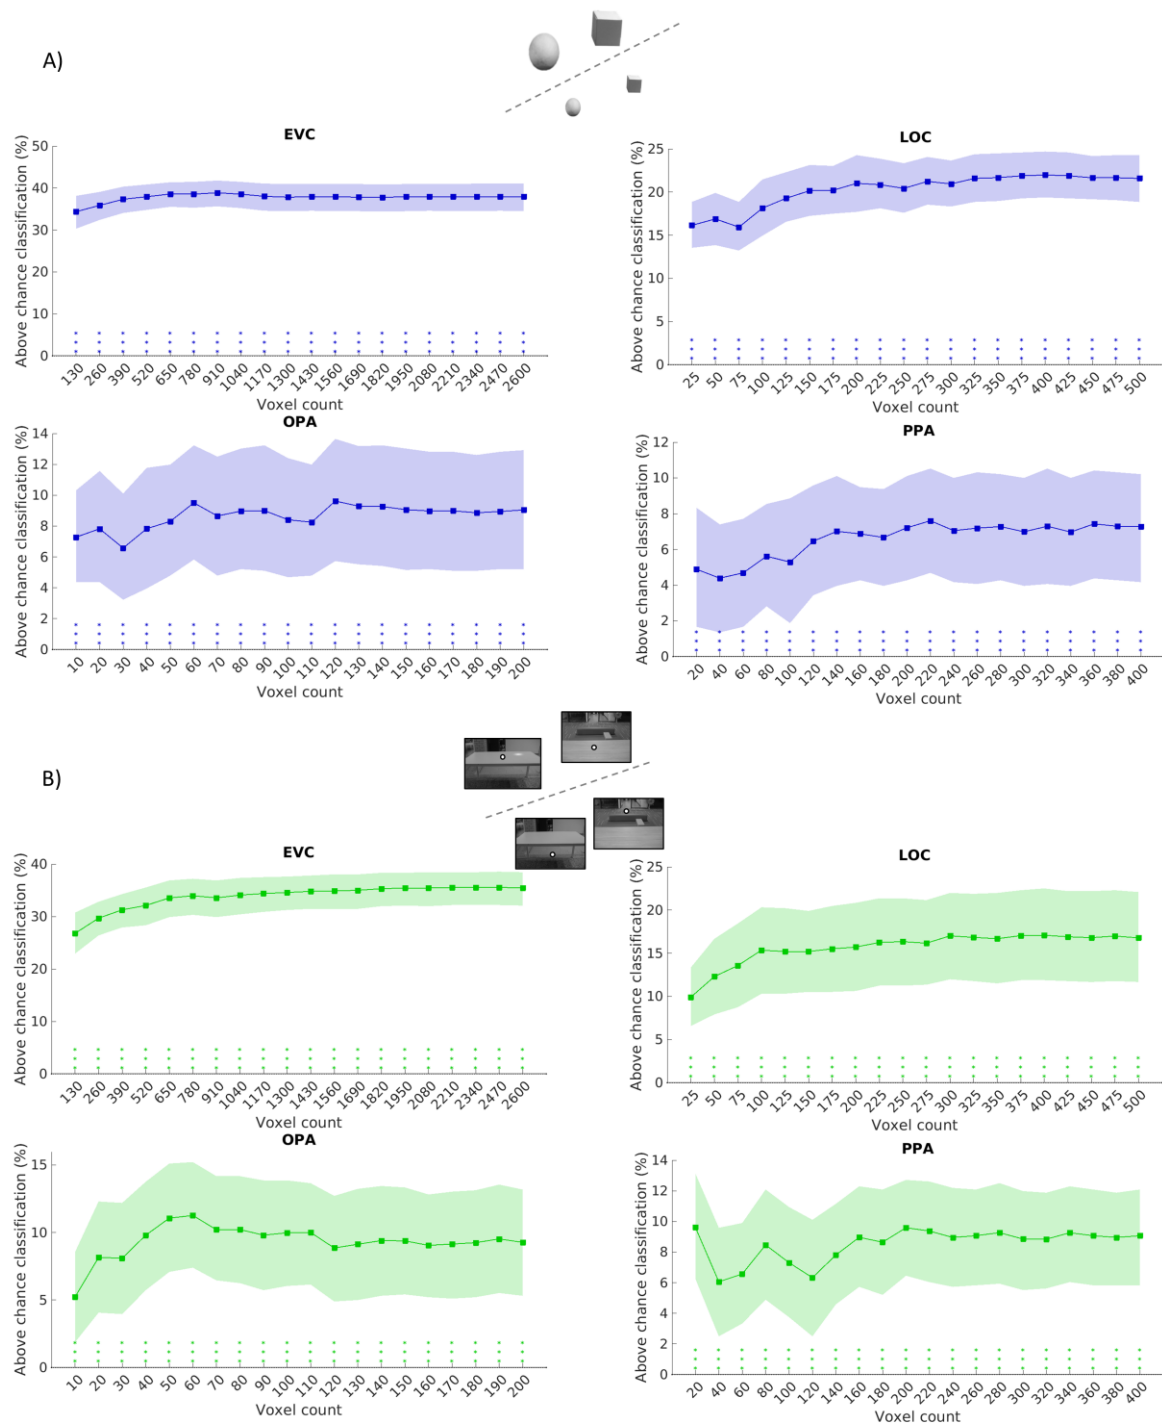 A)
EVC
Above chance classification (%)
50
40
30
20
10
0
130 260 390 520 650 780 910 1040 1170 1300 1430 1560 1690 1820 1950 2080 2210 2340 2470 2600
Voxel count
LOC
Above chance classification (%)
25
20
15
10
5
0
25 50 75 100 125 150 175 200 225 250 275 300 325 350 375 400 425 450 475 500
Voxel count
OPA
Above chance classification (%)
14
12
10
8
6
4
2
0
10 20 30 40 50 60 70 80 90 100 110 120 130 140 150 160 170 180 190 200
Voxel count
PPA
Above chance classification (%)
12
10
8
6
4
2
0
20 40 60 80 100 120 140 160 180 200 220 240 260 280 300 320 340 360 380 400
Voxel count
B)
EVC
Above chance classification (%)
40
30
20
10
0
130 260 390 520 650 780 910 1040 1170 1300 1430 1560 1690 1820 1950 2080 2210 2340 2470 2600
Voxel count
LOC
Above chance classification (%)
25
20
15
10
5
0
25 50 75 100 125 150 175 200 225 250 275 300 325 350 375 400 425 450 475 500
Voxel count
OPA
Above chance classification (%)
15
10
5
0
10 20 30 40 50 60 70 80 90 100 110 120 130 140 150 160 170 180 190 200
Voxel count
PPA
Above chance classification (%)
14
12
10
8
6
4
2
0
20 40 60 80 100 120 140 160 180 200 220 240 260 280 300 320 340 360 380 400
Voxel count